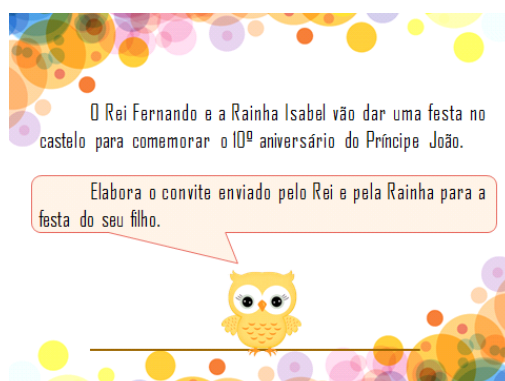 O Rei Fernando e a Rainha Isabel vão dar uma festa no
castelo para comemorar o 10º aniversário do Príncipe João.
Elabora o convite enviado pelo Rei e pela Rainha para a
festa do seu filho.